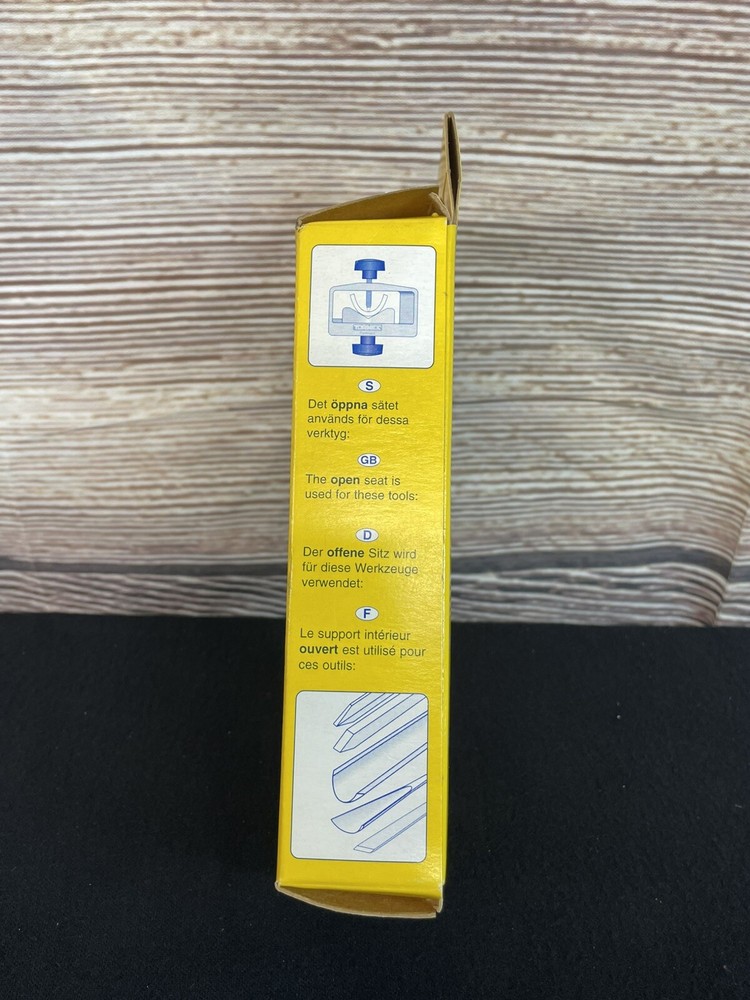 S
Det öppna sätet
används för dessa
verktyg:
GB
The open seat is
used for these tools:
D
Der offene Sitz wird
für diese Werkzeuge
verwendet:
F
Le support intérieur
ouvert est utilisé pour
ces outils: